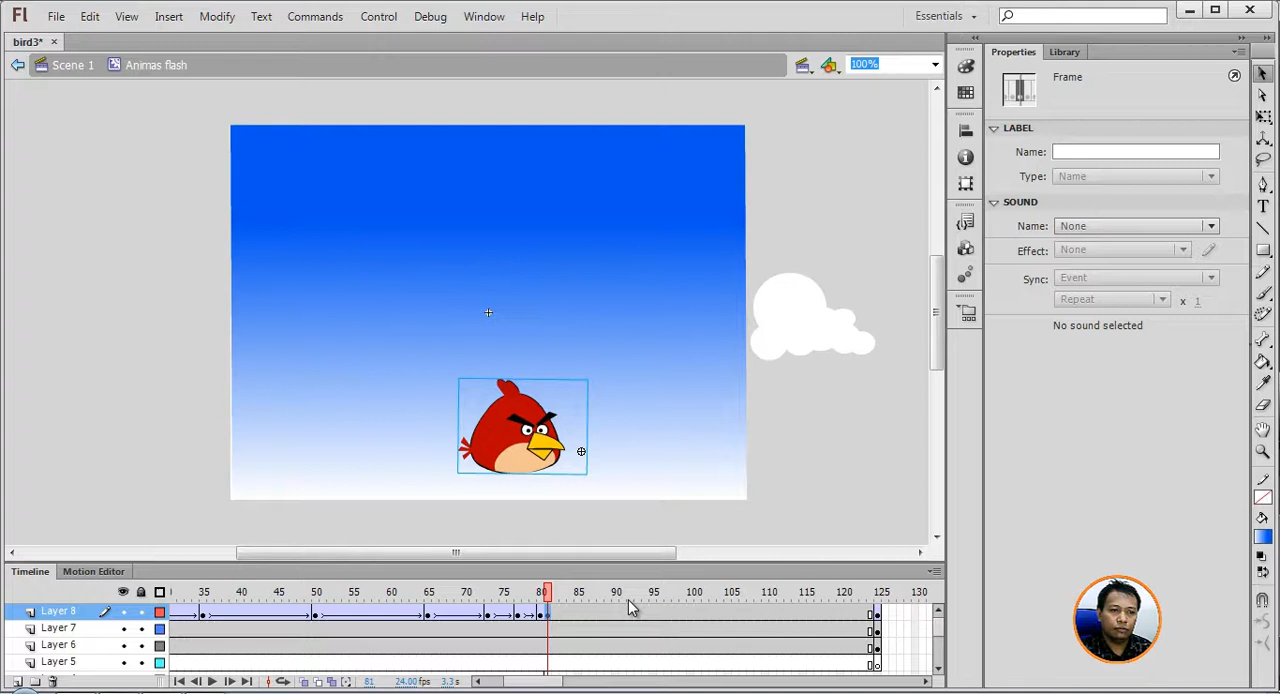 Fl File Edit View Insert Modify Text Commands Control Debug Window Help Essentials
bird3* ×
Scene 1 Animas flash 100%
Properties Library
Frame
LABEL
Name:
Type: Name
SOUND
Name: None
Effect: None
Sync: Event
Repeat x 1
No sound selected
Timeline Motion Editor
35 40 45 50 55 60 65 70 75 80 85 90 95 100 105 110 115 120 125 130
Layer 8
Layer 7
Layer 6
Layer 5
81 24.00 fps 3.3 s